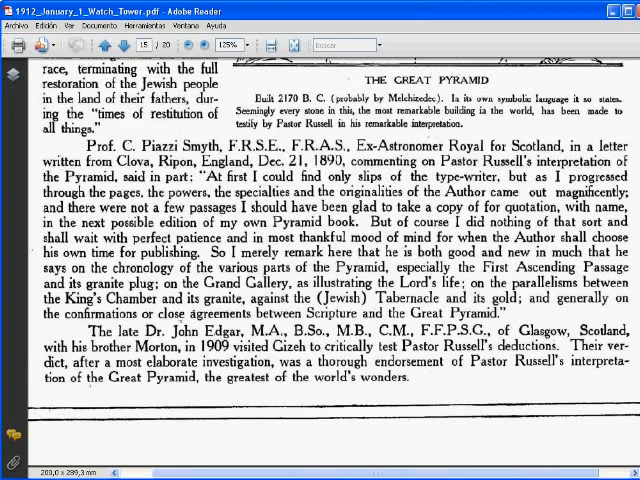 1912_January_1_Watch_Tower.pdf - Adobe Reader
Archivo Edición Ver Documento Herramientas Ventana Ayuda
15 / 20 125% Buscar
race, terminating with the full
restoration of the Jewish people
in the land of their fathers, dur-
ing the "times of restitution of
all things."
THE GREAT PYRAMID
Built 2170 B. C. (probably by Melchizedec). In its own symbolic language it so states.
Seemingly every stone in this, the most remarkable building in the world, has been made to
testify by Pastor Russell in his remarkable interpretation.
Prof. C. Piazzi Smyth, F.R.S.E., F.R.A.S., Ex-Astronomer Royal for Scotland, in a letter
written from Clova, Ripon, England, Dec. 21, 1890, commenting on Pastor Russell's interpretation of
the Pyramid, said in part: "At first I could find only slips of the type-writer, but as I progressed
through the pages, the powers, the specialties and the originalities of the Author came out magnificently;
and there were not a few passages I should have been glad to take a copy of for quotation, with name,
in the next possible edition of my own Pyramid book. But of course I did nothing of that sort and
shall wait with perfect patience and in most thankful mood of mind for when the Author shall choose
his own time for publishing. So I merely remark here that he is both good and new in much that he
says on the chronology of the various parts of the Pyramid, especially the First Ascending Passage
and its granite plug; on the Grand Gallery, as illustrating the Lord's life; on the parallelisms between
the King's Chamber and its granite, against the (Jewish) Tabernacle and its gold; and generally on
the confirmations or close agreements between Scripture and the Great Pyramid."
The late Dr. John Edgar, M.A., B.So., M.B., C.M., F.F.P.S.G., of Glasgow, Scotland,
with his brother Morton, in 1909 visited Gizeh to critically test Pastor Russell's deductions. Their ver-
dict, after a most elaborate investigation, was a thorough endorsement of Pastor Russell's interpreta-
tion of the Great Pyramid, the greatest of the world's wonders.
200,0 x 289,3 mm